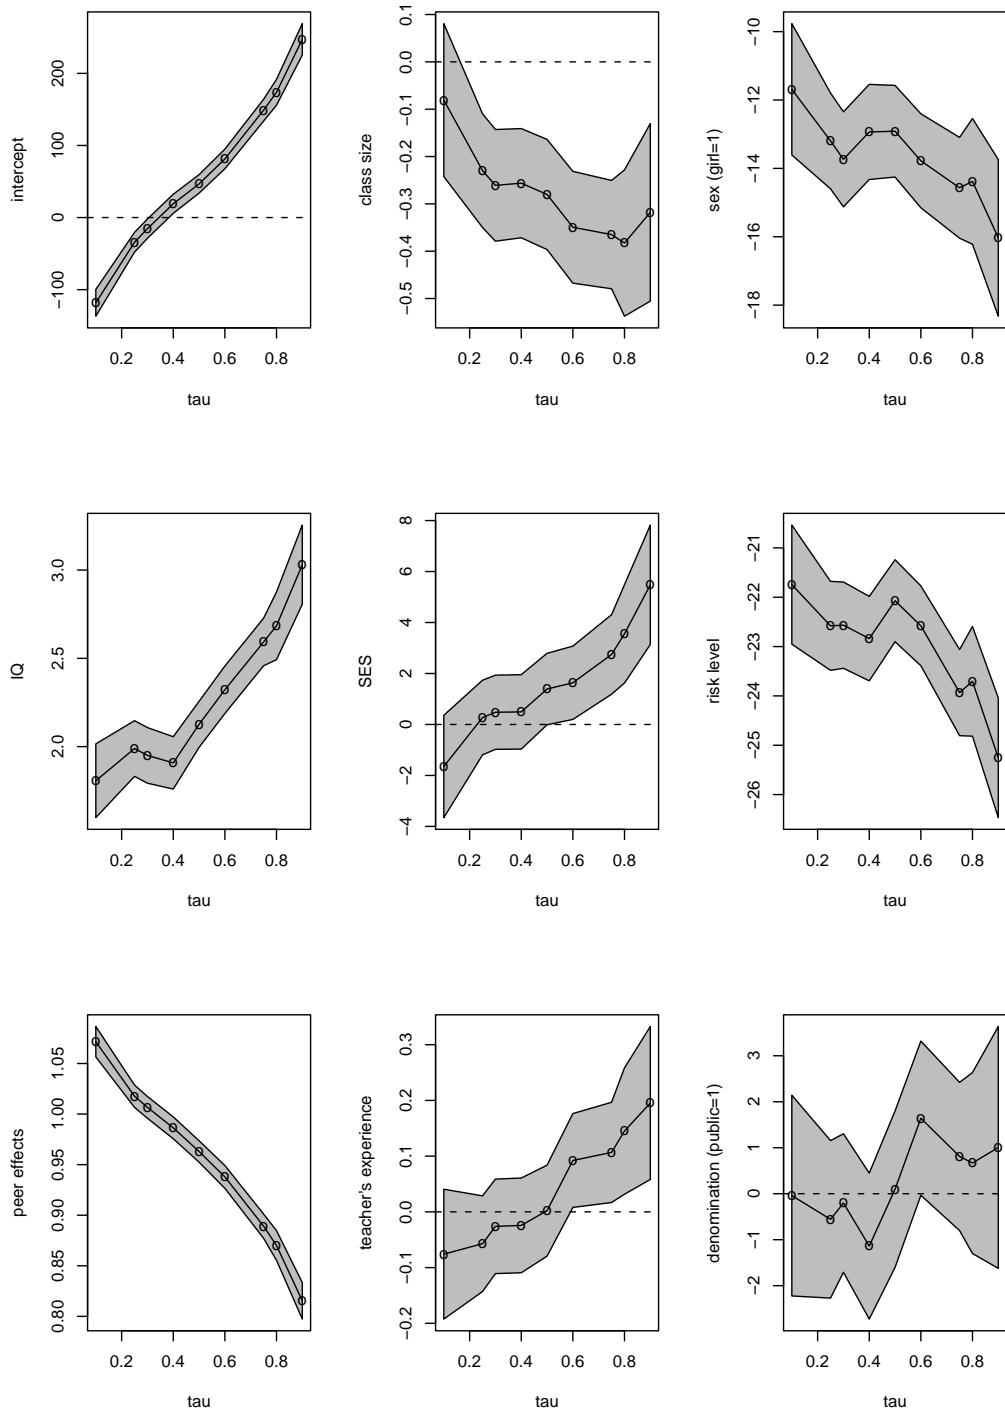 intercept
200
100
0
−100
0.2 0.4 0.6 0.8
tau
class size
0.1
0.0
−0.1
−0.2
−0.3
−0.4
−0.5
0.2 0.4 0.6 0.8
tau
sex (girl=1)
−10
−12
−14
−16
−18
0.2 0.4 0.6 0.8
tau
IQ
3.0
2.5
2.0
0.2 0.4 0.6 0.8
tau
SES
8
6
4
2
0
−2
−4
0.2 0.4 0.6 0.8
tau
risk level
−21
−22
−23
−24
−25
−26
0.2 0.4 0.6 0.8
tau
peer effects
1.05
1.00
0.95
0.90
0.85
0.80
0.2 0.4 0.6 0.8
tau
teacher's experience
0.3
0.2
0.1
0.0
−0.1
−0.2
0.2 0.4 0.6 0.8
tau
denomination (public=1)
3
2
1
0
−1
−2
0.2 0.4 0.6 0.8
tau